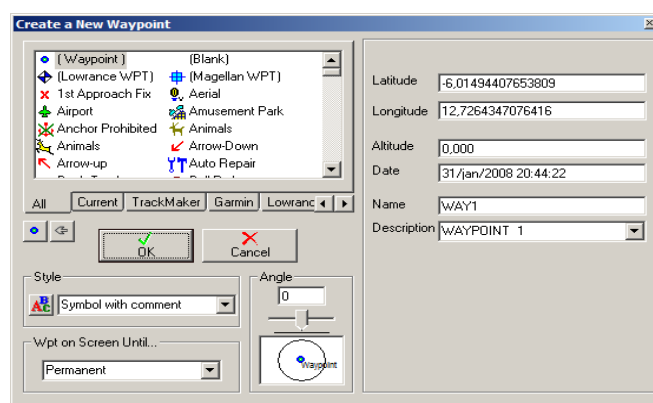 Create a New Waypoint
(Waypoint) (Blank)
(Lowrance WPT) (Magellan WPT)
1st Approach Fix Aerial
Airport Amusement Park
Anchor Prohibited Animals
Animals Arrow-Down
Arrow-up Auto Repair
All Current TrackMaker Garmin Lowranc
OK Cancel
Style
ABC Symbol with comment
Wpt on Screen Until...
Permanent
Angle
0
Waypoint
Latitude -6,01494407653809
Longitude 12,7264347076416
Altitude 0,000
Date 31/jan/2008 20:44:22
Name WAY1
Description WAYPOINT 1